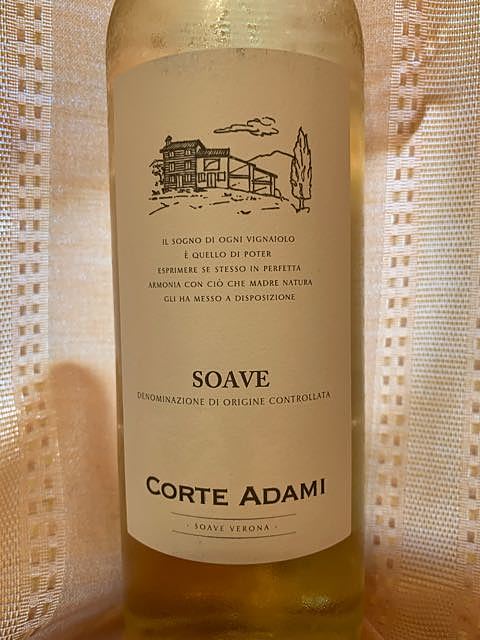 IL SOGNO DI OGNI VIGNAIOLO
È QUELLO DI POTER
ESPRIMERE SE STESSO IN PERFETTA
ARMONIA CON CIÒ CHE MADRE NATURA
GLI HA MESSO A DISPOSIZIONE
SOAVE
DENOMINAZIONE DI ORIGINE CONTROLLATA
CORTE ADAMI
· SOAVE VERONA ·